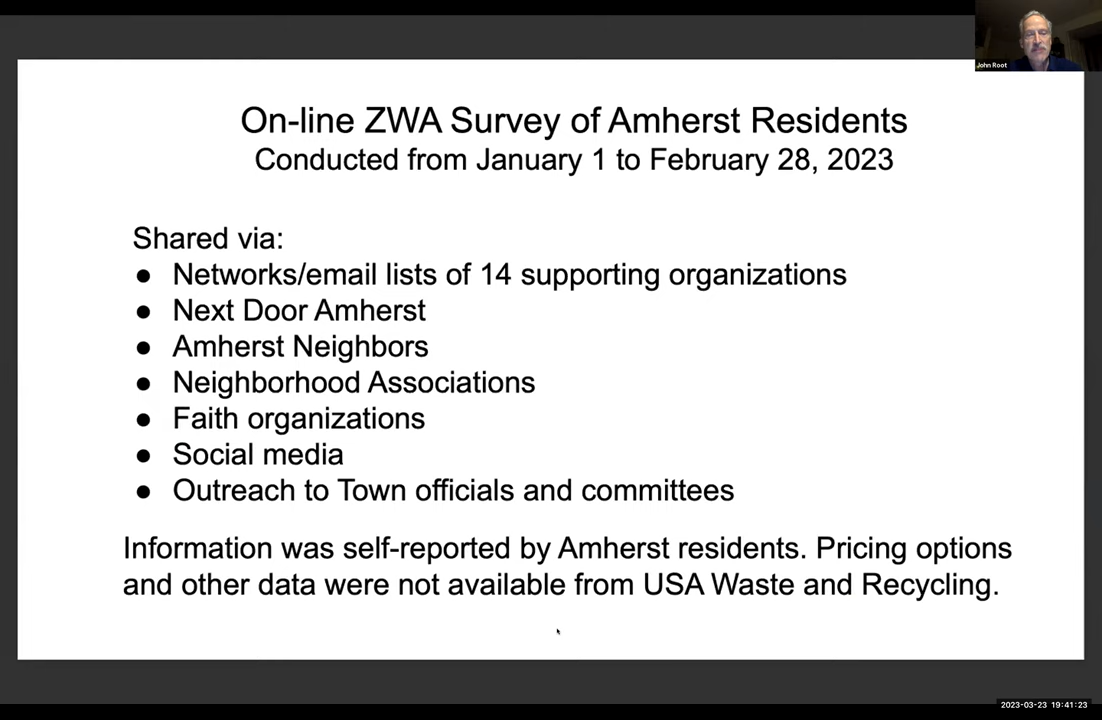 John Root
On-line ZWA Survey of Amherst Residents
Conducted from January 1 to February 28, 2023
Shared via:
● Networks/email lists of 14 supporting organizations
● Next Door Amherst
● Amherst Neighbors
● Neighborhood Associations
● Faith organizations
● Social media
● Outreach to Town officials and committees
Information was self-reported by Amherst residents. Pricing options
and other data were not available from USA Waste and Recycling.
2023-03-23 19:41:23